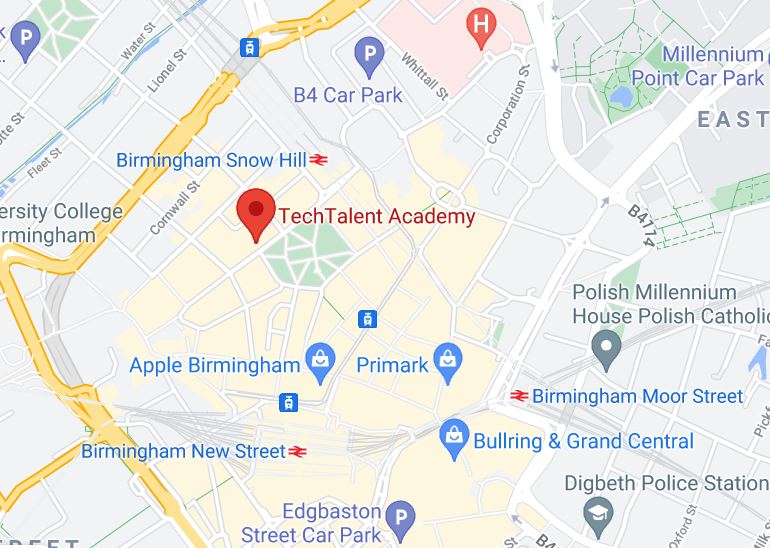 Water St
Lionel St
H
P
P
Whittall St
Millennium
Point Car Park
B4 Car Park
Corporation St
EAST
otte St
Fleet St
Birmingham Snow Hill
Cornwall St
ersity College
irmingham
TechTalent Academy
B4114
Polish Millennium
House Polish Catholic
Apple Birmingham
Primark
Birmingham Moor Street
Pickf
Birmingham New Street
Bullring & Grand Central
Digbeth Police Station
Edgbaston
Street Car Park
P
Oxford St
Milk S
REET